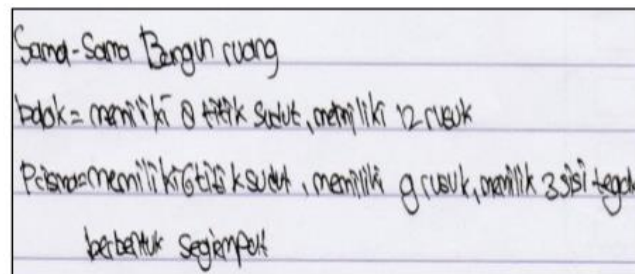 Sama-Sama Bangun ruang
balok = memiliki 8 titik sudut, memiliki 12 rusuk
Prisma = memiliki 6 titik sudut, memiliki 9 rusuk, memilik 3 sisi tegak
berbentuk segiempat